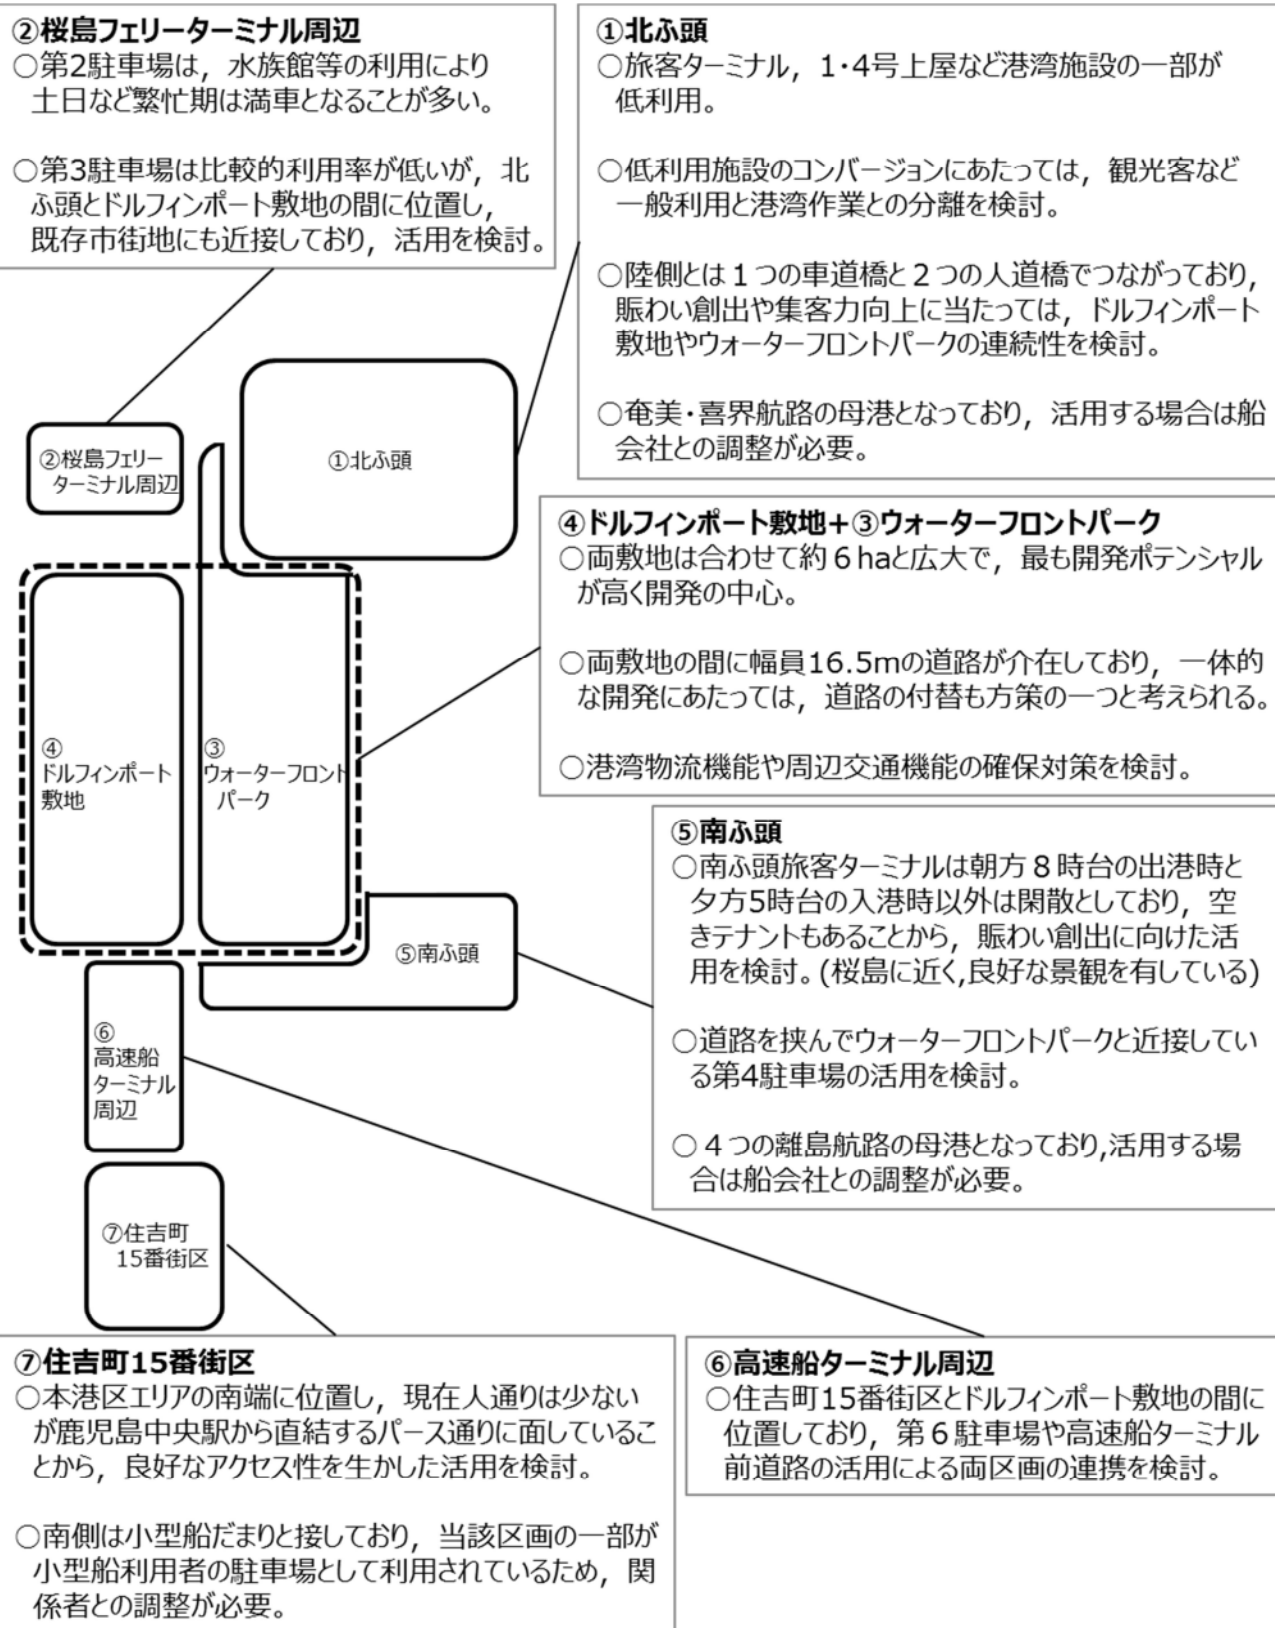 ②桜島フェリーターミナル周辺
○第2駐車場は，水族館等の利用により
土日など繁忙期は満車となることが多い。
○第3駐車場は比較的利用率が低いが，北
ふ頭とドルフィンポート敷地の間に位置し，
既存市街地にも近接しており，活用を検討。
①北ふ頭
○旅客ターミナル，1・4号上屋など港湾施設の一部が
低利用。
○低利用施設のコンバージョンにあたっては，観光客など
一般利用と港湾作業との分離を検討。
○陸側とは１つの車道橋と２つの人道橋でつながっており，
賑わい創出や集客力向上に当たっては，ドルフィンポート
敷地やウォーターフロントパークの連続性を検討。
○奄美・喜界航路の母港となっており，活用する場合は船
会社との調整が必要。
②桜島フェリー
ターミナル周辺
①北ふ頭
④
ドルフィンポート
敷地
③
ウォーターフロント
パーク
⑤南ふ頭
⑥
高速船
ターミナル
周辺
⑦住吉町
15番街区
④ドルフィンポート敷地＋③ウォーターフロントパーク
○両敷地は合わせて約６haと広大で，最も開発ポテンシャル
が高く開発の中心。
○両敷地の間に幅員16.5mの道路が介在しており，一体的
な開発にあたっては，道路の付替も方策の一つと考えられる。
○港湾物流機能や周辺交通機能の確保対策を検討。
⑤南ふ頭
○南ふ頭旅客ターミナルは朝方８時台の出港時と
夕方5時台の入港時以外は閑散としており，空
きテナントもあることから，賑わい創出に向けた活
用を検討。(桜島に近く,良好な景観を有している)
○道路を挟んでウォーターフロントパークと近接してい
る第4駐車場の活用を検討。
○４つの離島航路の母港となっており,活用する場
合は船会社との調整が必要。
⑦住吉町15番街区
○本港区エリアの南端に位置し，現在人通りは少ない
が鹿児島中央駅から直結するパース通りに面しているこ
とから，良好なアクセス性を生かした活用を検討。
○南側は小型船だまりと接しており，当該区画の一部が
小型船利用者の駐車場として利用されているため，関
係者との調整が必要。
⑥高速船ターミナル周辺
○住吉町15番街区とドルフィンポート敷地の間に
位置しており，第６駐車場や高速船ターミナル
前道路の活用による両区画の連携を検討。